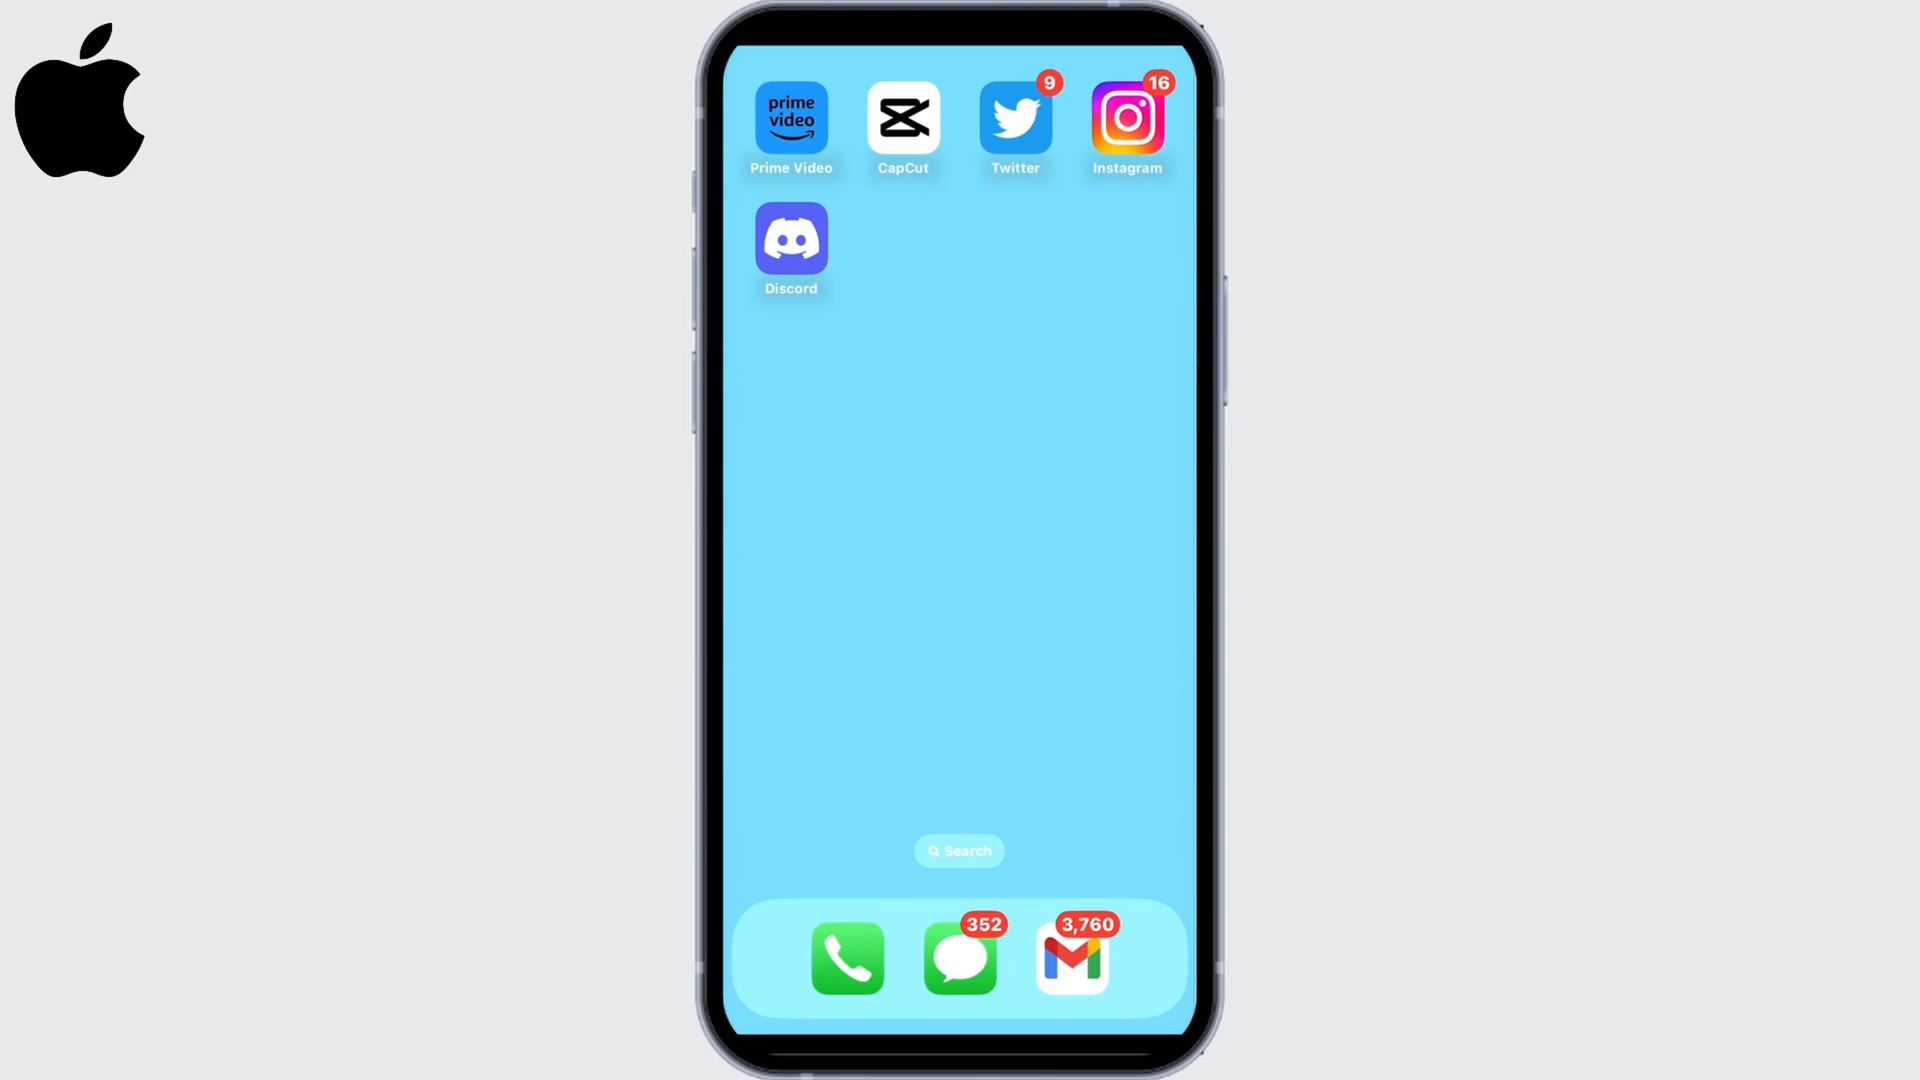 9
16
prime
video
Prime Video
CapCut
Twitter
Instagram
Discord
Search
352
3,760